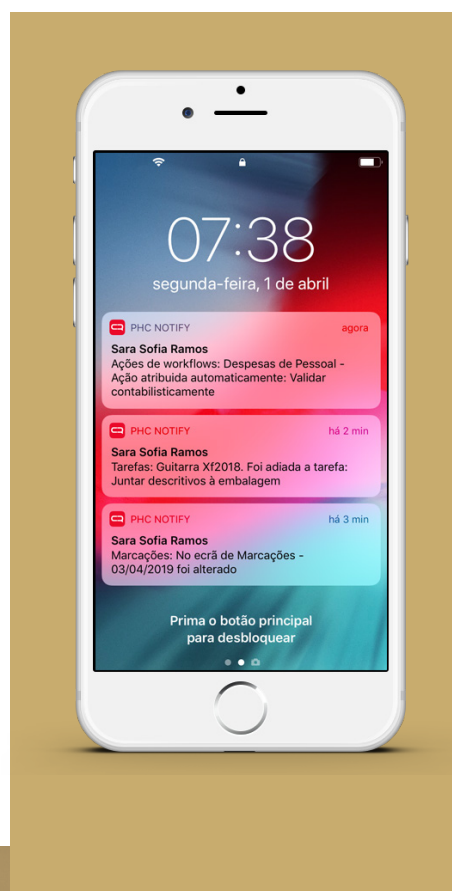 07:38
segunda-feira, 1 de abril
PHC NOTIFY agora
Sara Sofia Ramos
Ações de workflows: Despesas de Pessoal -
Ação atribuida automaticamente: Validar
contabilisticamente
PHC NOTIFY há 2 min
Sara Sofia Ramos
Tarefas: Guitarra Xf2018. Foi adiada a tarefa:
Juntar descritivos à embalagem
PHC NOTIFY há 3 min
Sara Sofia Ramos
Marcações: No ecrã de Marcações -
03/04/2019 foi alterado
Prima o botão principal
para desbloquear